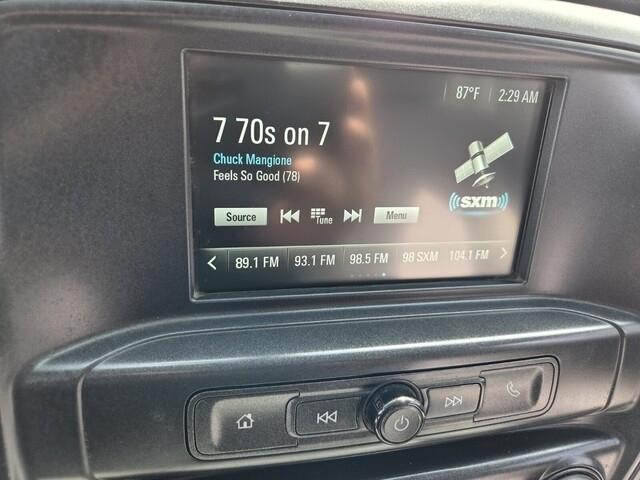 87°F 2:29 AM
7 70s on 7
Chuck Mangione
Feels So Good (78)
sxm
Source Tune Menu
89.1 FM 93.1 FM 98.5 FM 98 SXM 104.1 FM